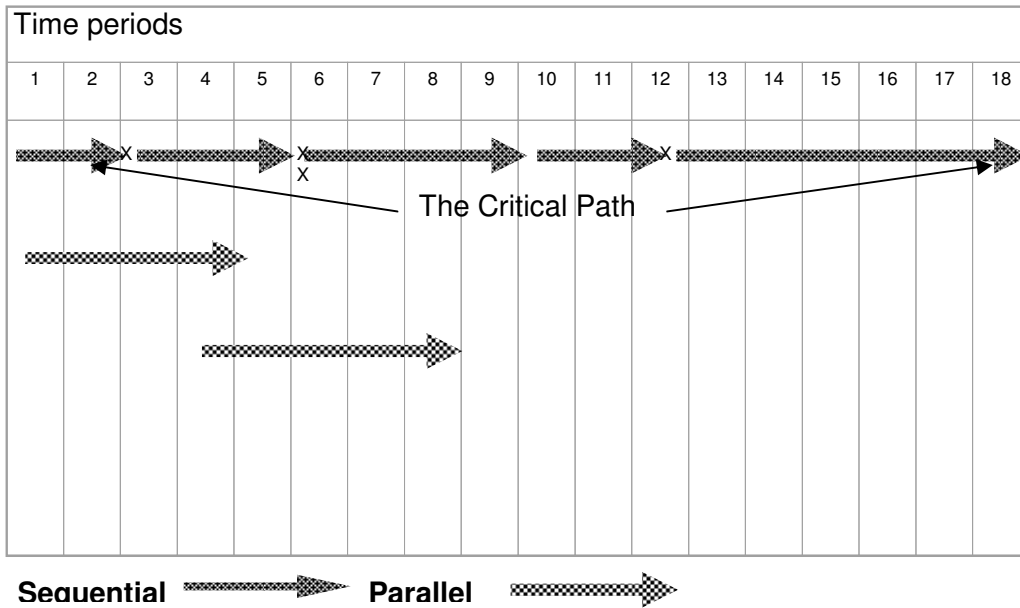 Time periods
1 2 3 4 5 6 7 8 9 10 11 12 13 14 15 16 17 18
X X X
X
The Critical Path
Sequential Parallel